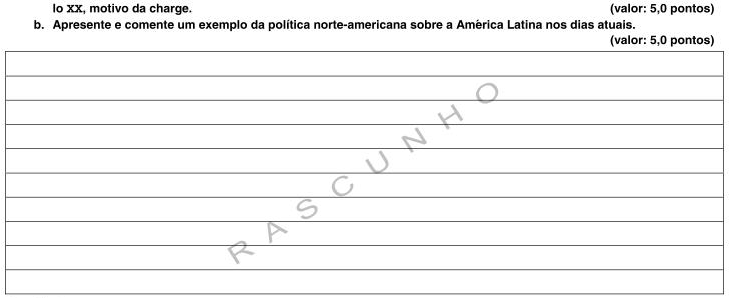 lo XX, motivo da charge. (valor: 5,0 pontos)
b. Apresente e comente um exemplo da política norte-americana sobre a América Latina nos dias atuais.
(valor: 5,0 pontos)
RASCUNHO